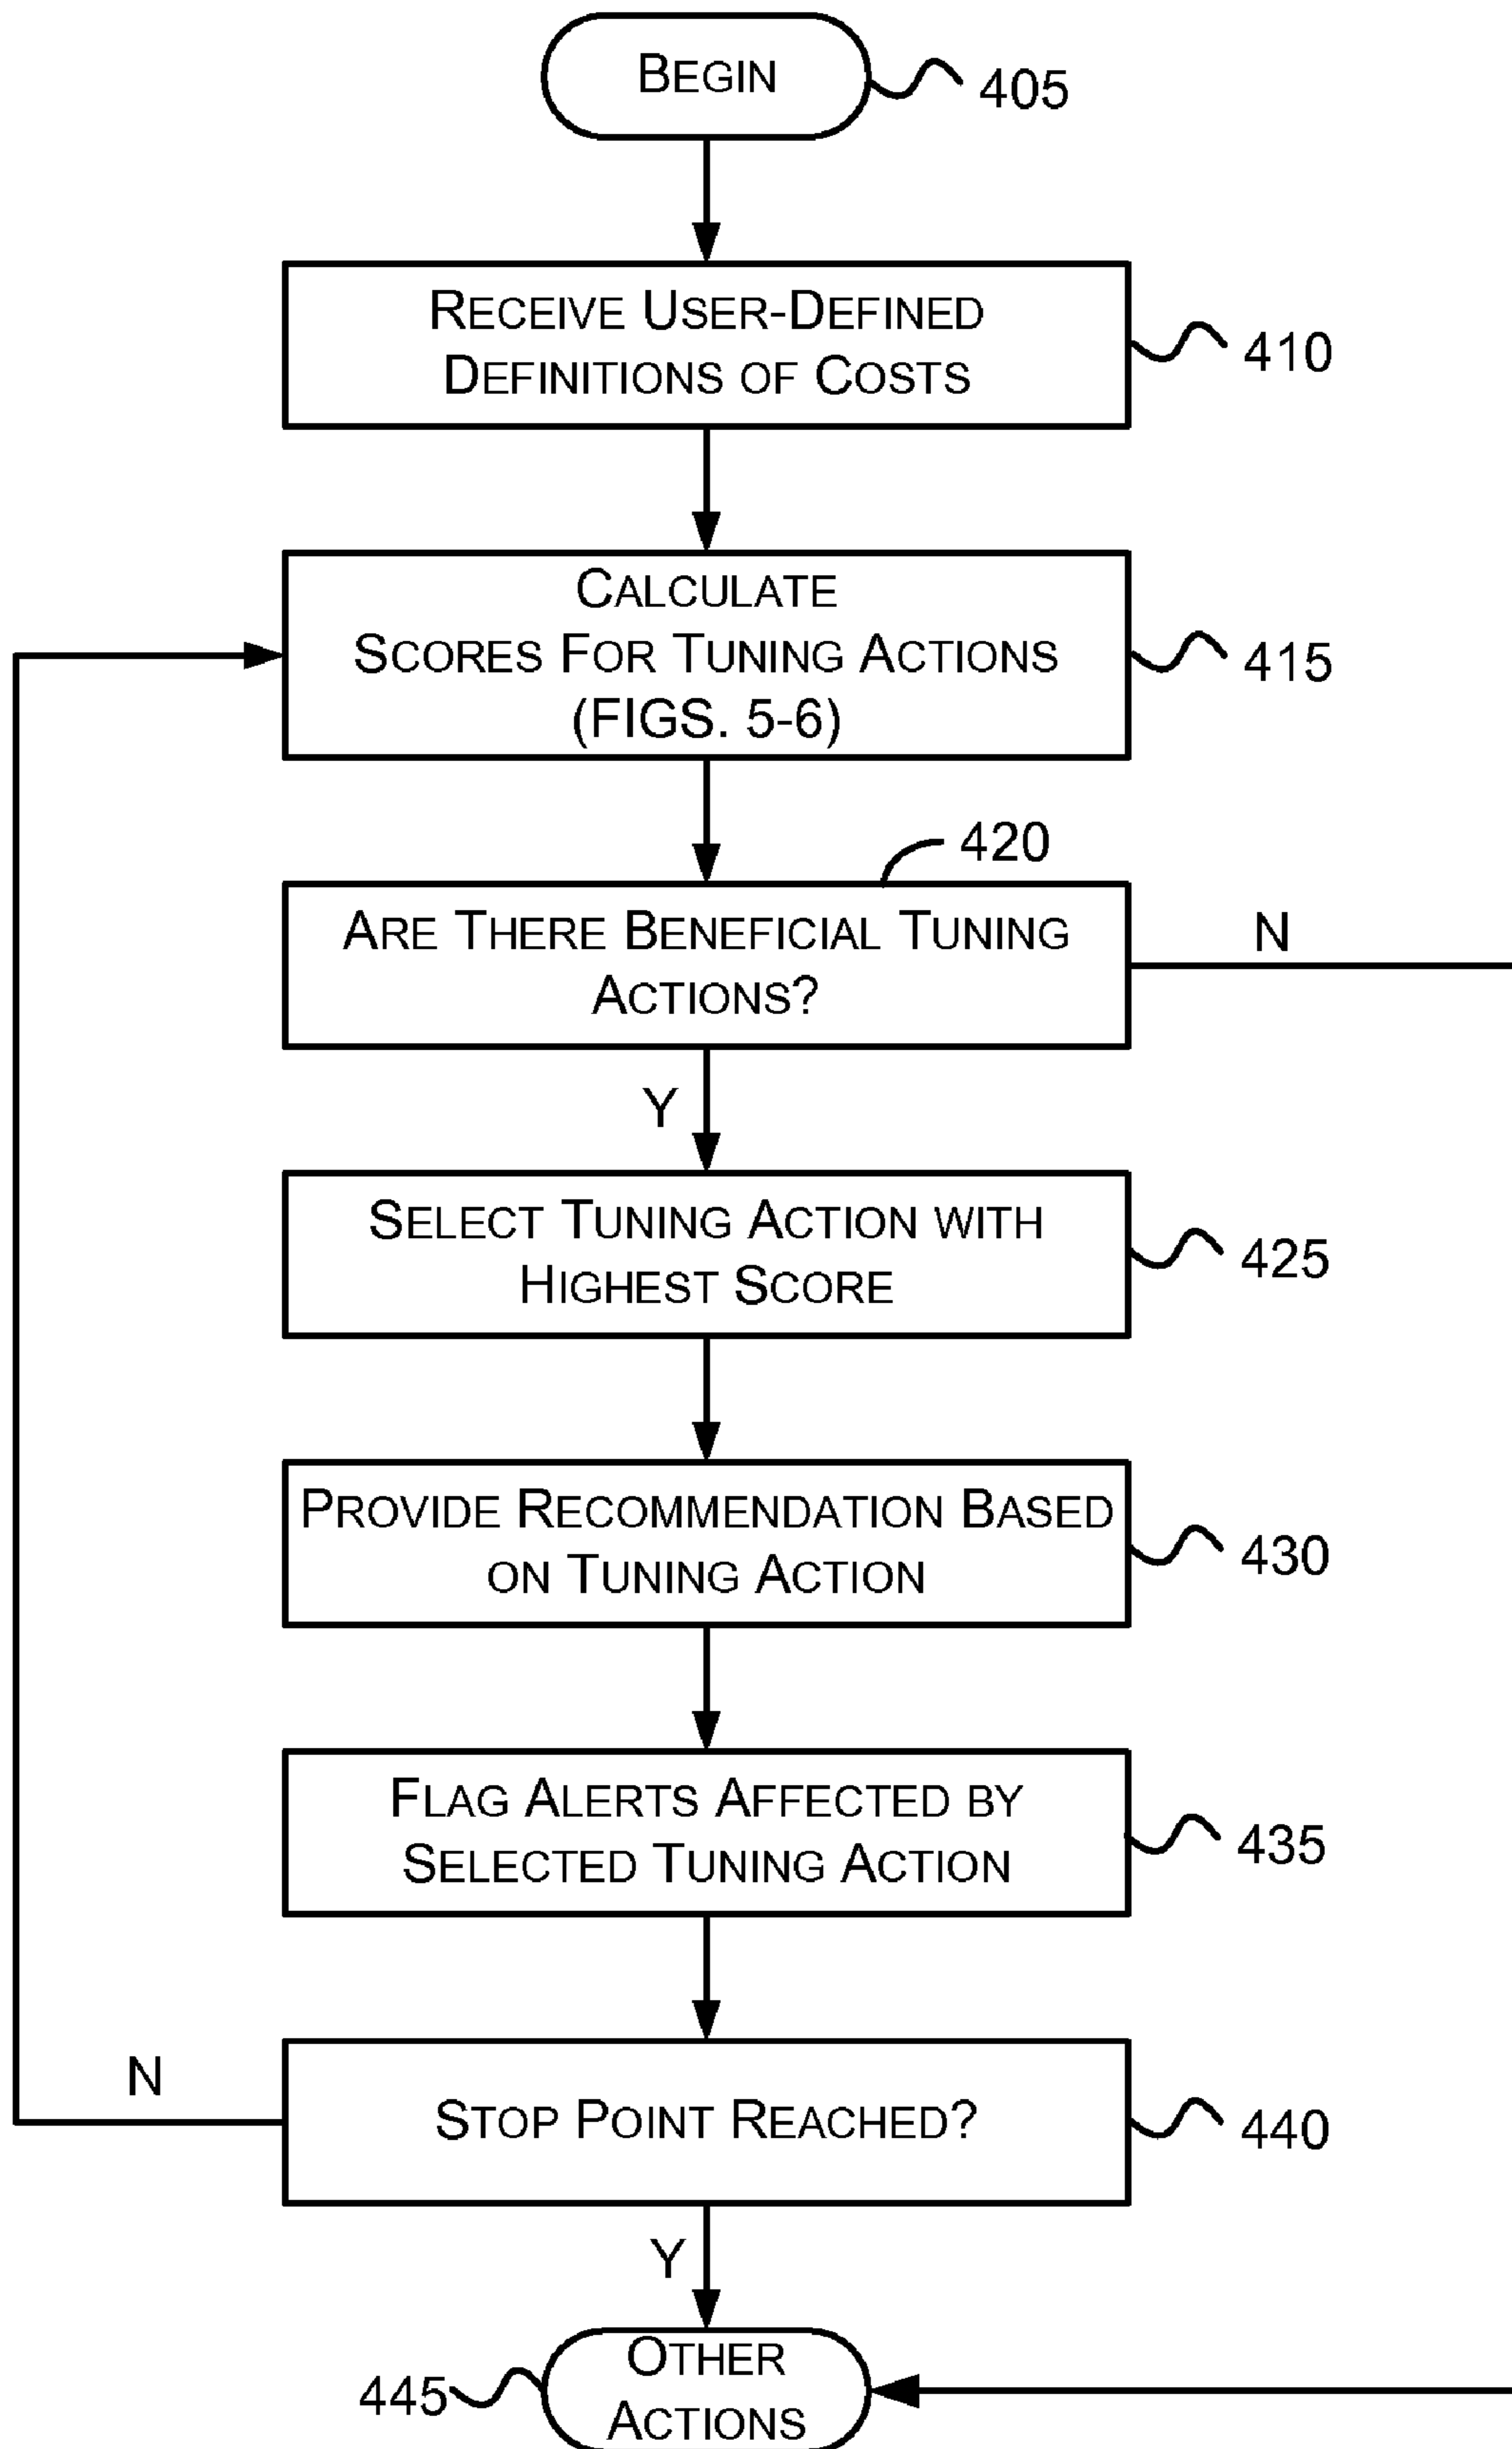 BEGIN
405
RECEIVE USER-DEFINED
DEFINITIONS OF COSTS
410
CALCULATE
SCORES FOR TUNING ACTIONS
(FIGS. 5-6)
415
420
ARE THERE BENEFICIAL TUNING
ACTIONS?
N
Y
SELECT TUNING ACTION WITH
HIGHEST SCORE
425
PROVIDE RECOMMENDATION BASED
ON TUNING ACTION
430
FLAG ALERTS AFFECTED BY
SELECTED TUNING ACTION
435
N
STOP POINT REACHED?
440
Y
OTHER
ACTIONS
445